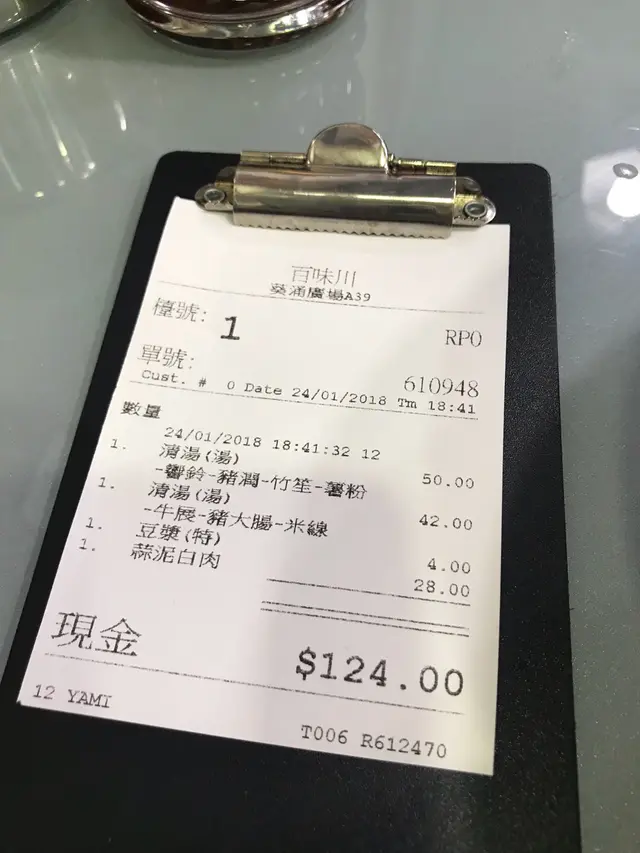 百味川
葵涌廣場A39
檯號: 1 RP0
單號: 610948
Cust. # 0 Date 24/01/2018 Tm 18:41
數量
24/01/2018 18:41:32 12
1. 清湯(湯) 50.00
-響鈴-豬潤-竹笙-薯粉
1. 清湯(湯) 42.00
-牛展-豬大腸-米線
1. 豆漿(特) 4.00
1. 蒜泥白肉 28.00
現金 $124.00
12 YAMI
T006 R612470